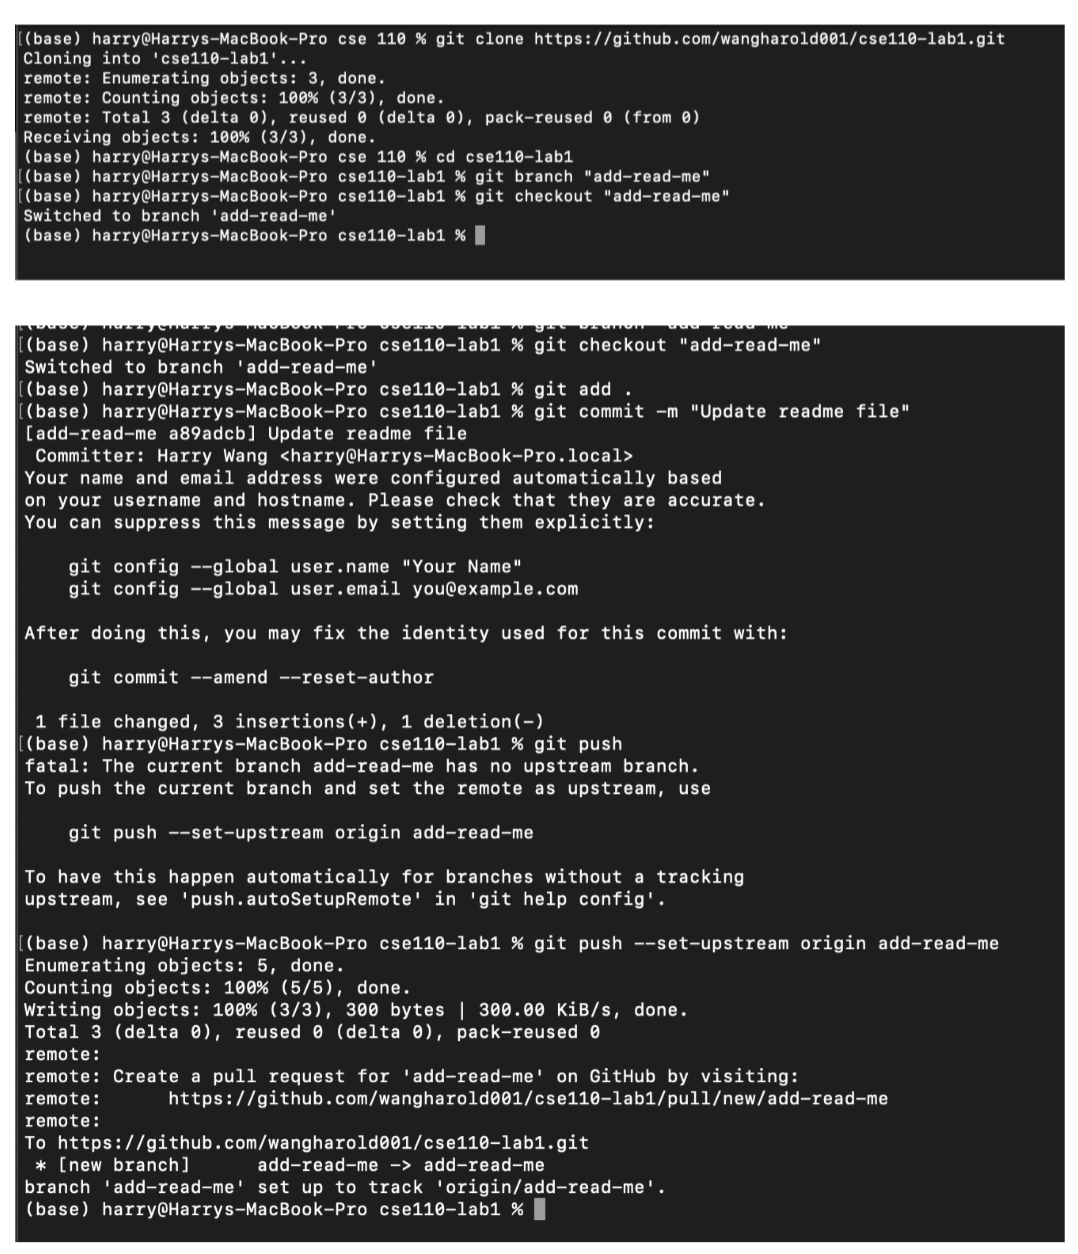 [(base) harry@Harrys-MacBook-Pro cse 110 % git clone https://github.com/wangharold001/cse110-lab1.git
Cloning into 'cse110-lab1'...
remote: Enumerating objects: 3, done.
remote: Counting objects: 100% (3/3), done.
remote: Total 3 (delta 0), reused 0 (delta 0), pack-reused 0 (from 0)
Receiving objects: 100% (3/3), done.
(base) harry@Harrys-MacBook-Pro cse 110 % cd cse110-lab1
[(base) harry@Harrys-MacBook-Pro cse110-lab1 % git branch "add-read-me"
[(base) harry@Harrys-MacBook-Pro cse110-lab1 % git checkout "add-read-me"
Switched to branch 'add-read-me'
(base) harry@Harrys-MacBook-Pro cse110-lab1 %
[(base) harry@Harrys-MacBook-Pro cse110-lab1 % git branch "add-read-me"
[(base) harry@Harrys-MacBook-Pro cse110-lab1 % git checkout "add-read-me"
Switched to branch 'add-read-me'
[(base) harry@Harrys-MacBook-Pro cse110-lab1 % git add .
[(base) harry@Harrys-MacBook-Pro cse110-lab1 % git commit -m "Update readme file"
[add-read-me a89adcb] Update readme file
 Committer: Harry Wang <harry@Harrys-MacBook-Pro.local>
Your name and email address were configured automatically based
on your username and hostname. Please check that they are accurate.
You can suppress this message by setting them explicitly:
    git config --global user.name "Your Name"
    git config --global user.email you@example.com
After doing this, you may fix the identity used for this commit with:
    git commit --amend --reset-author
 1 file changed, 3 insertions(+), 1 deletion(-)
[(base) harry@Harrys-MacBook-Pro cse110-lab1 % git push
fatal: The current branch add-read-me has no upstream branch.
To push the current branch and set the remote as upstream, use
    git push --set-upstream origin add-read-me
To have this happen automatically for branches without a tracking
upstream, see 'push.autoSetupRemote' in 'git help config'.
[(base) harry@Harrys-MacBook-Pro cse110-lab1 % git push --set-upstream origin add-read-me
Enumerating objects: 5, done.
Counting objects: 100% (5/5), done.
Writing objects: 100% (3/3), 300 bytes | 300.00 KiB/s, done.
Total 3 (delta 0), reused 0 (delta 0), pack-reused 0
remote:
remote: Create a pull request for 'add-read-me' on GitHub by visiting:
remote:      https://github.com/wangharold001/cse110-lab1/pull/new/add-read-me
remote:
To https://github.com/wangharold001/cse110-lab1.git
 * [new branch]      add-read-me -> add-read-me
branch 'add-read-me' set up to track 'origin/add-read-me'.
(base) harry@Harrys-MacBook-Pro cse110-lab1 %